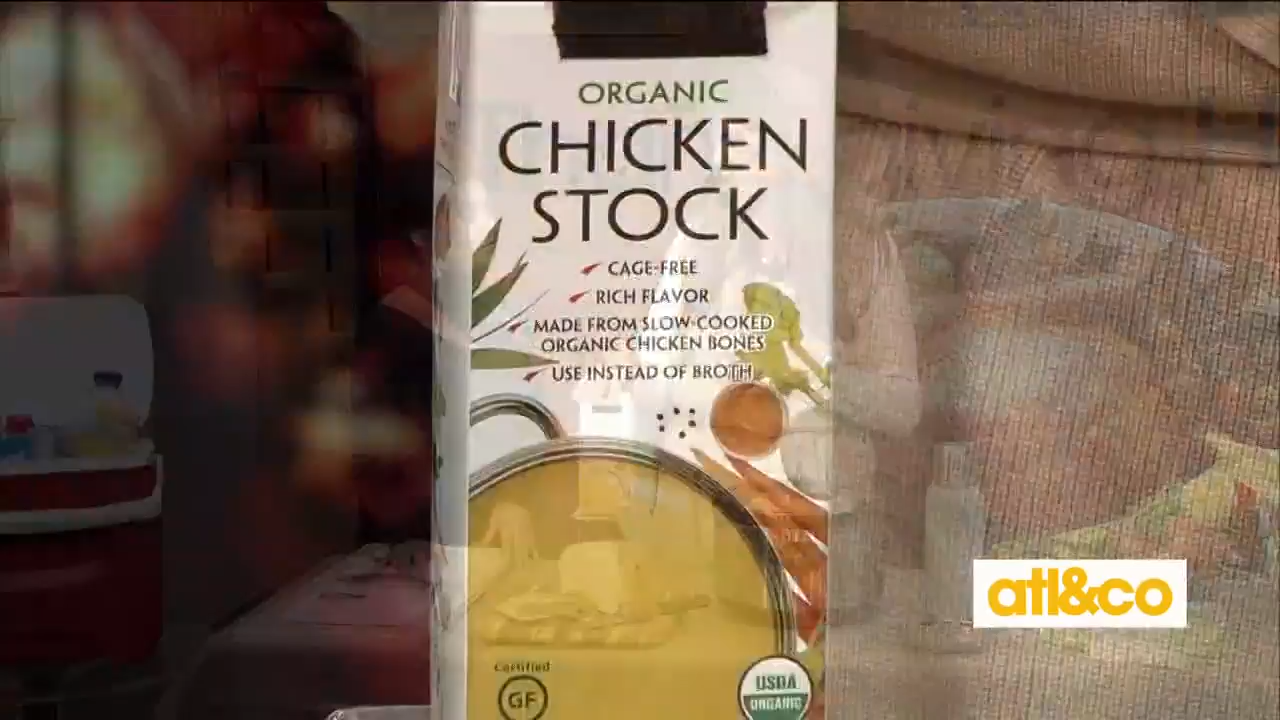 ORGANIC
CHICKEN
STOCK
CAGE-FREE
RICH FLAVOR
MADE FROM SLOW-COOKED
ORGANIC CHICKEN BONES
USE INSTEAD OF BROTH
Certified
GF
USDA
ORGANIC
atl&co